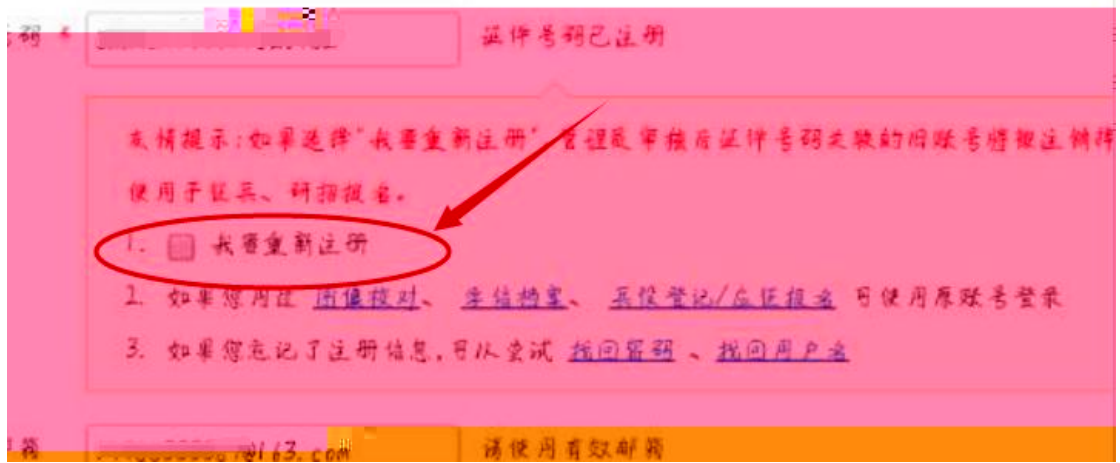 号码 *
证件号码已注册
友情提示:如果选择"我要重新注册" 管理员审核后证件号码关联的旧账号将被注销
使用于征兵、研招报名。
1. 我要重新注册
2. 如果您用过 图像校对、 学信档案、 兵役登记/应征报名 可使用原账号登录
3. 如果您忘记了注册信息,可以尝试 找回密码 、找回用户名
邮箱
@163.com
请使用有效邮箱